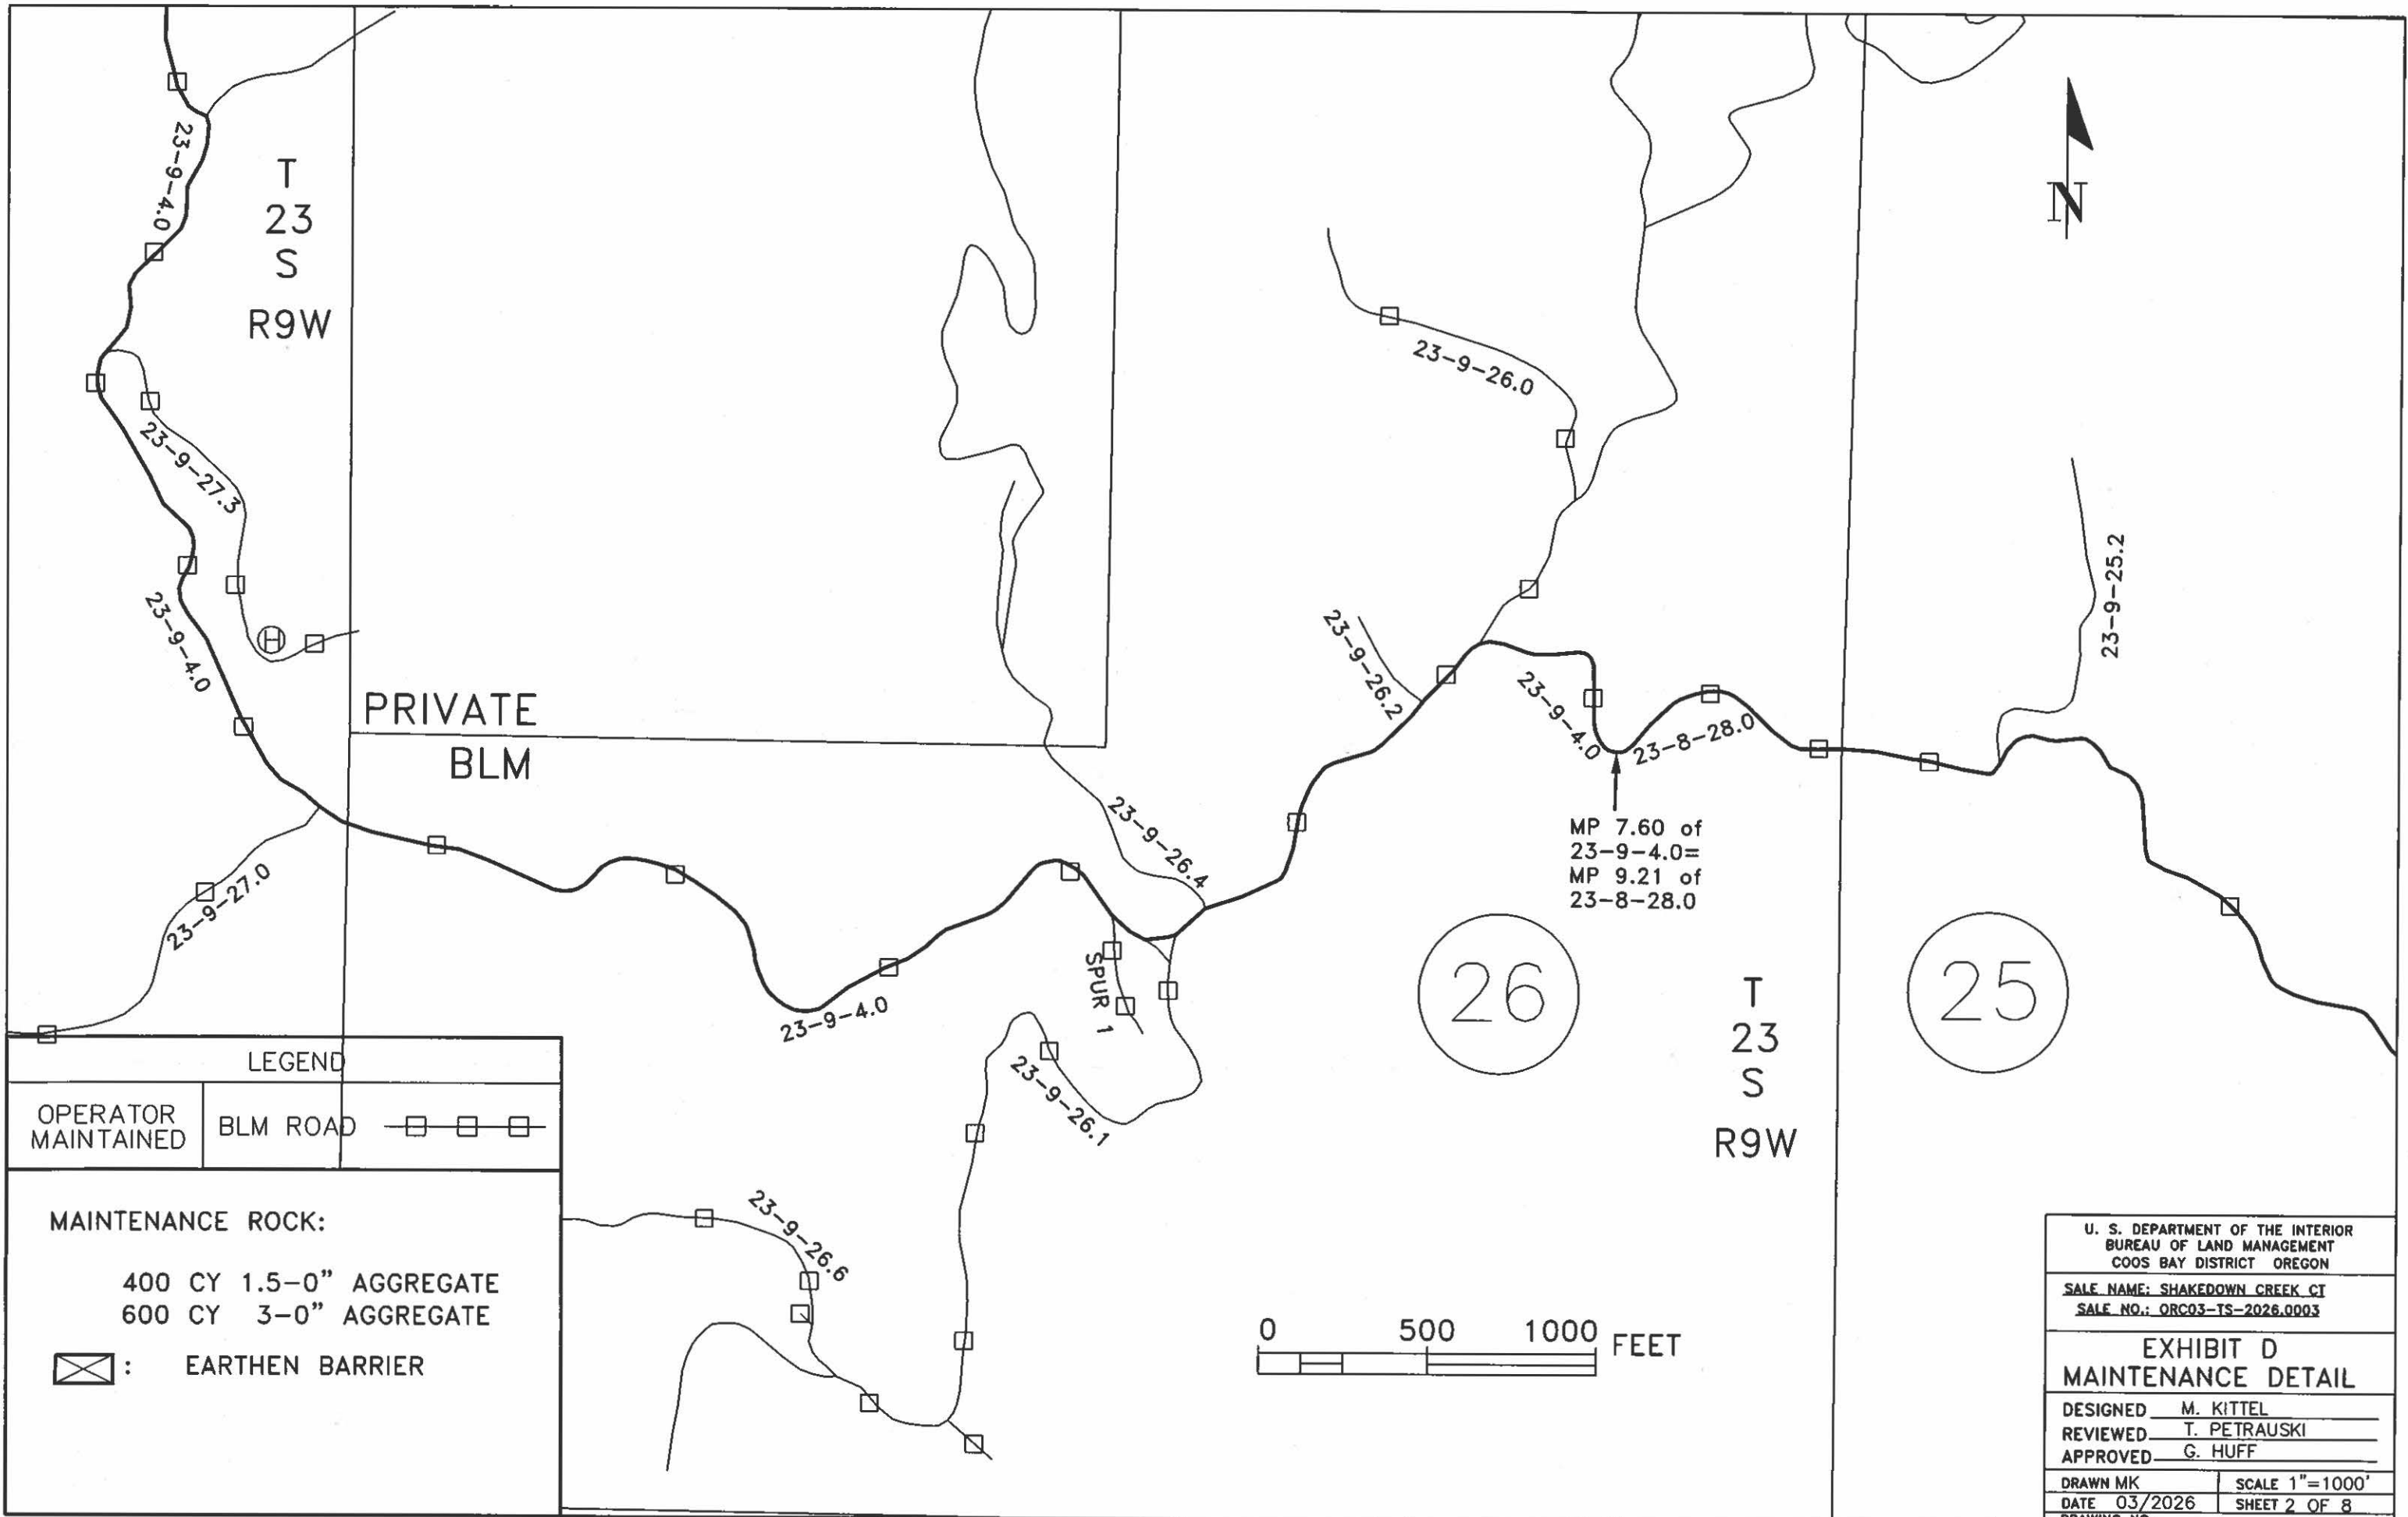 23-9-4.0
T
23
S
R9W
23-9-27.3
23-9-4.0
H
PRIVATE
BLM
23-9-27.0
23-9-4.0
SPUR 1
23-9-26.4
23-9-26.1
23-9-26.6
23-9-26.0
23-9-26.2
23-9-4.0
23-8-28.0
MP 7.60 of
23-9-4.0=
MP 9.21 of
23-8-28.0
23-9-25.2
N
26
25
T
23
S
R9W
LEGEND
OPERATOR
MAINTAINED
BLM ROAD
MAINTENANCE ROCK:
400 CY 1.5-0" AGGREGATE
600 CY 3-0" AGGREGATE
: EARTHEN BARRIER
0 500 1000 FEET
U. S. DEPARTMENT OF THE INTERIOR
BUREAU OF LAND MANAGEMENT
COOS BAY DISTRICT OREGON
SALE NAME: SHAKEDOWN CREEK CT
SALE NO.: ORC03-TS-2026.0003
EXHIBIT D
MAINTENANCE DETAIL
DESIGNED M. KITTEL
REVIEWED T. PETRAUSKI
APPROVED G. HUFF
DRAWN MK
SCALE 1"=1000'
DATE 03/2026
SHEET 2 OF 8